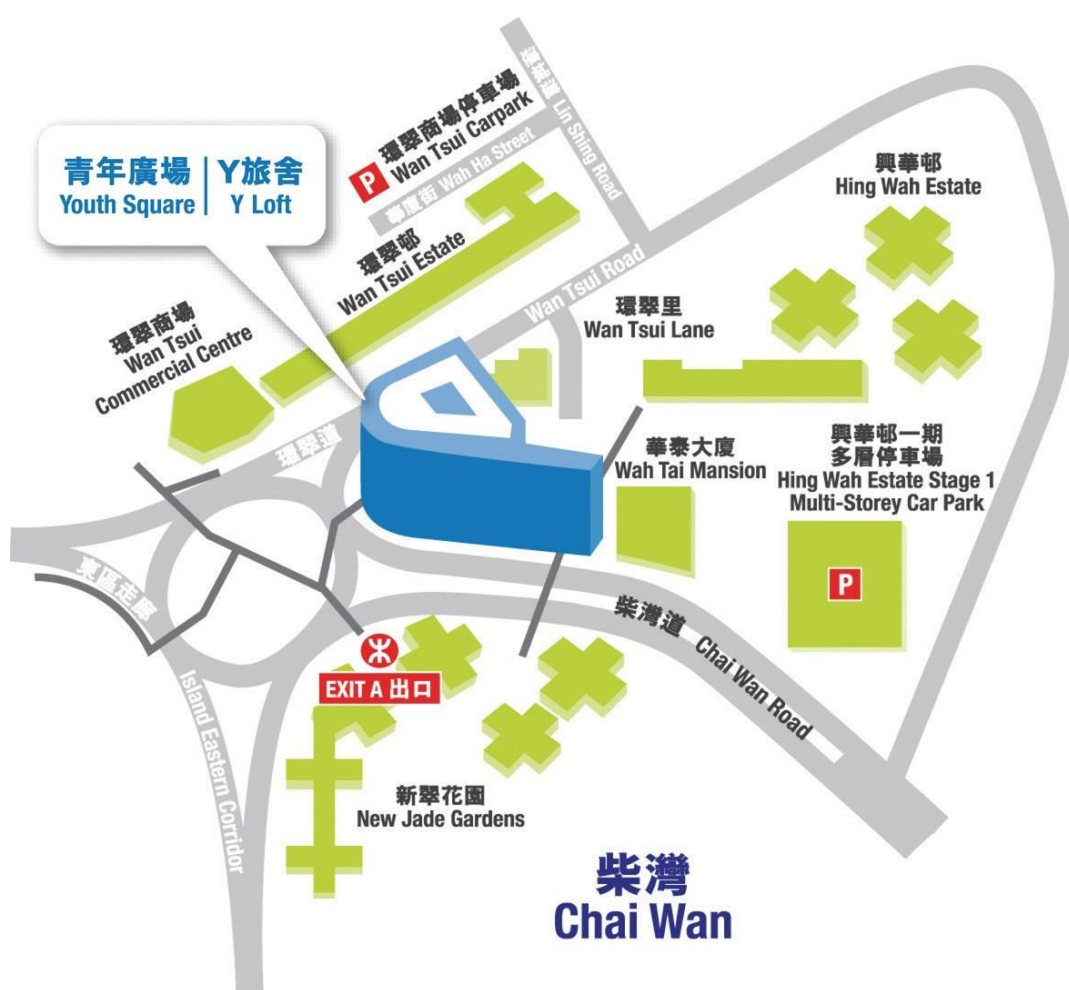 連城道 Lin Shing Road
環翠商場停車場
P Wan Tsui Carpark
華廈街 Wah Ha Street
青年廣場 | Y旅舍
Youth Square | Y Loft
興華邨
Hing Wah Estate
環翠邨
Wan Tsui Estate
Wan Tsui Road
環翠里
Wan Tsui Lane
環翠商場
Wan Tsui
Commercial Centre
環翠道
華泰大廈
Wah Tai Mansion
興華邨一期
多層停車場
Hing Wah Estate Stage 1
Multi-Storey Car Park
P
東區走廊
Island Eastern Corridor
柴灣道 Chai Wan Road
EXIT A 出口
新翠花園
New Jade Gardens
柴灣
Chai Wan